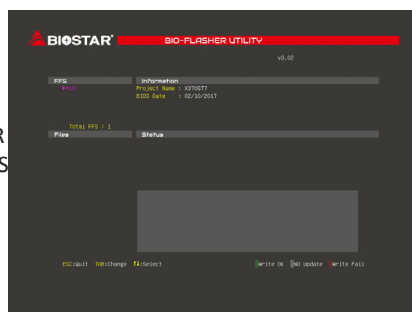 BIOSTAR
BIO-FLASHER UTILITY
v3.02
FFS
Information
Project Name : X370GT7
BIOS Date : 02/10/2017
Total FFS : 1
Files
Status
R
S
ESC:Quit TAB:Change ↑↓:Select
Write OK NO Update Write Fail